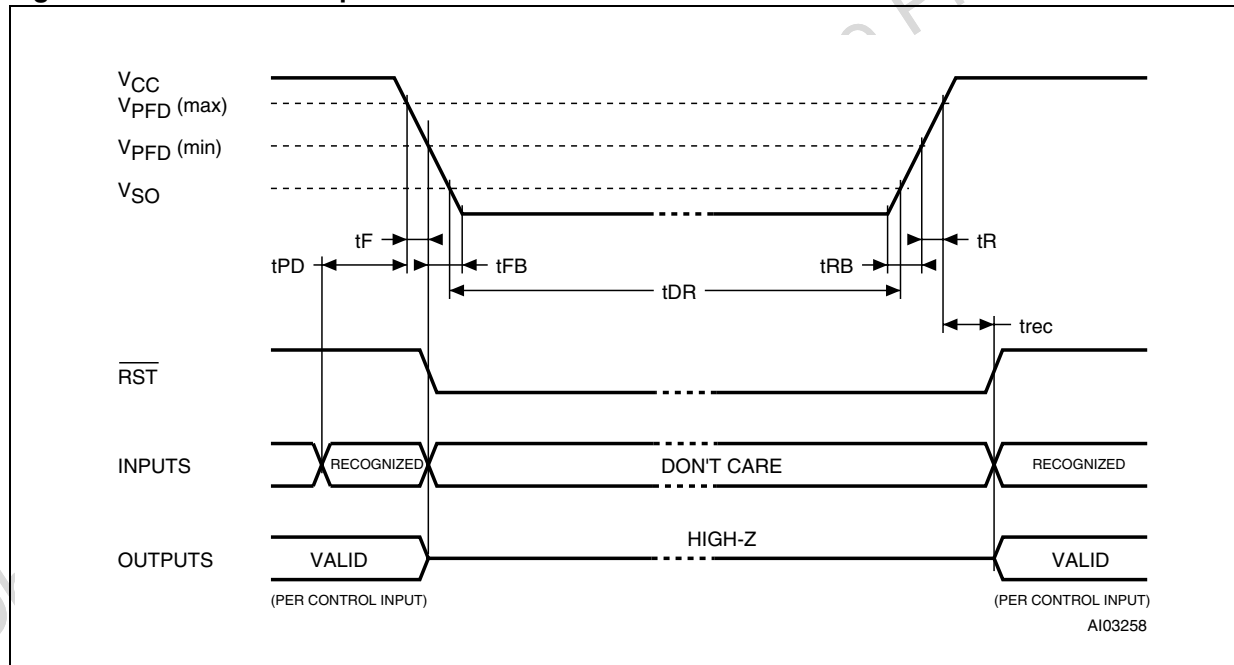 VCC
VPFD (max)
VPFD (min)
VSO
tF
tR
tPD
tFB
tRB
tDR
trec
RST
INPUTS
RECOGNIZED
DON'T CARE
RECOGNIZED
HIGH-Z
OUTPUTS
VALID
VALID
(PER CONTROL INPUT)
(PER CONTROL INPUT)
AI03258